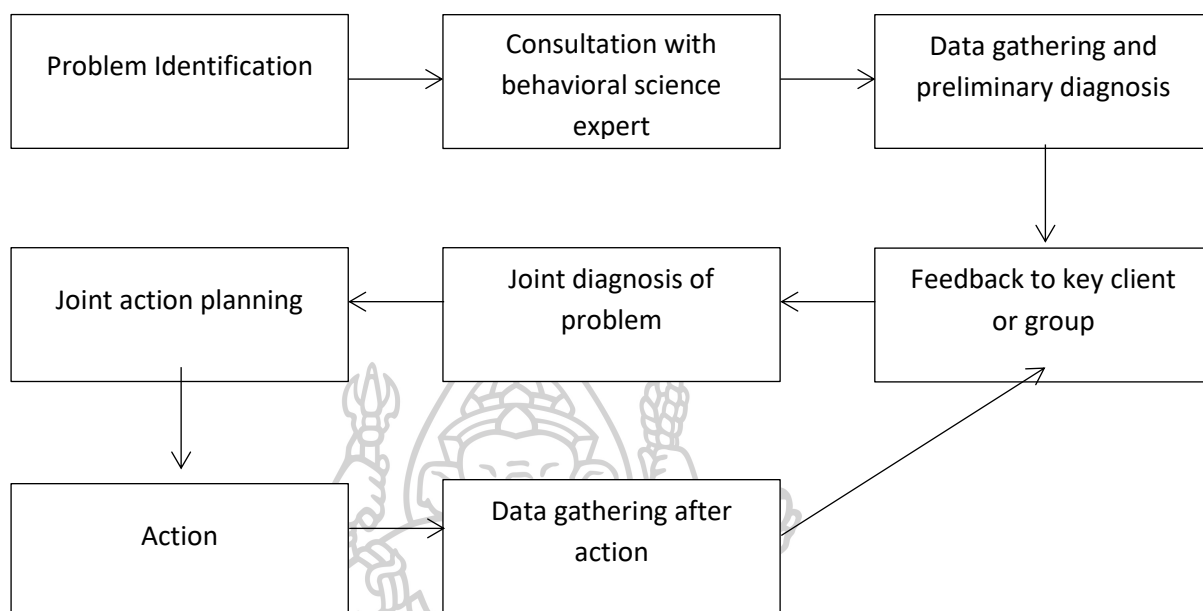 Problem Identification
Consultation with
behavioral science
expert
Data gathering and
preliminary diagnosis
Feedback to key client
or group
Joint diagnosis of
problem
Joint action planning
Action
Data gathering after
action